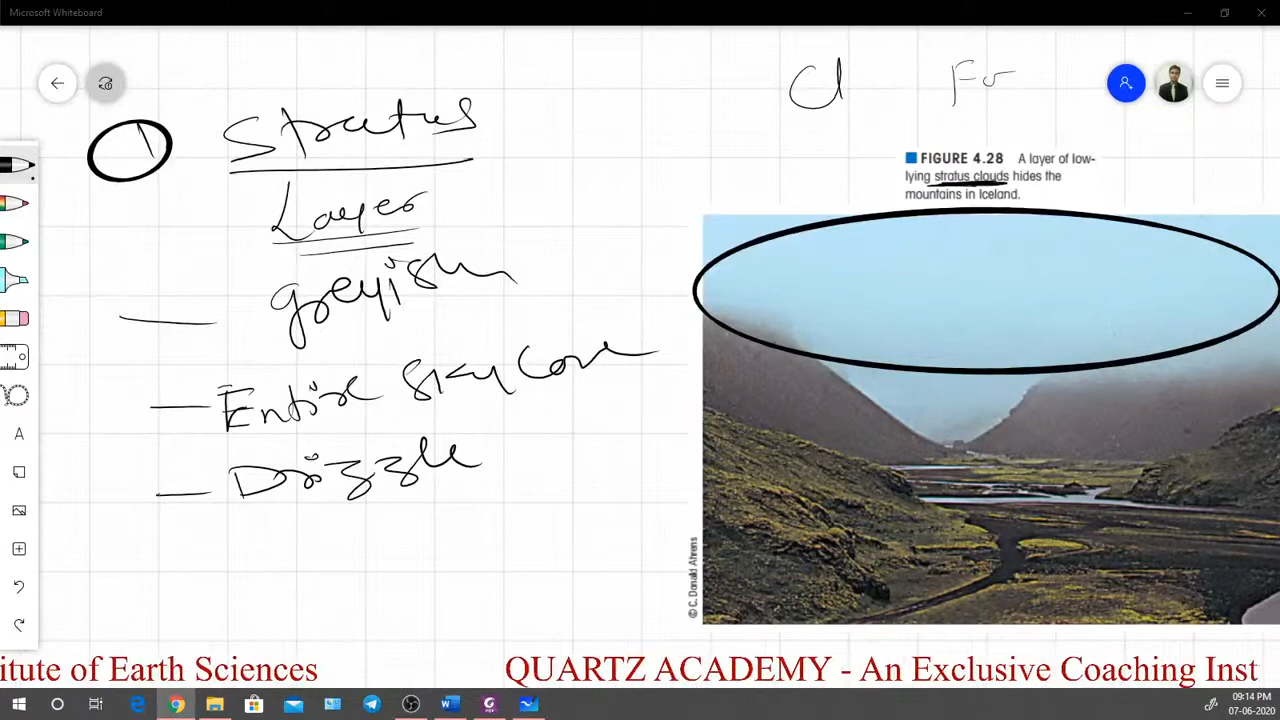 Microsoft Whiteboard
Cl Fo
1 Stratus
Layer
— Greyish
— Entire sky cover
— Drizzle
FIGURE 4.28 A layer of low-
lying stratus clouds hides the
mountains in Iceland.
© C. Donald Ahrens
A
itute of Earth Sciences QUARTZ ACADEMY - An Exclusive Coaching Inst
09:14 PM
07-06-2020